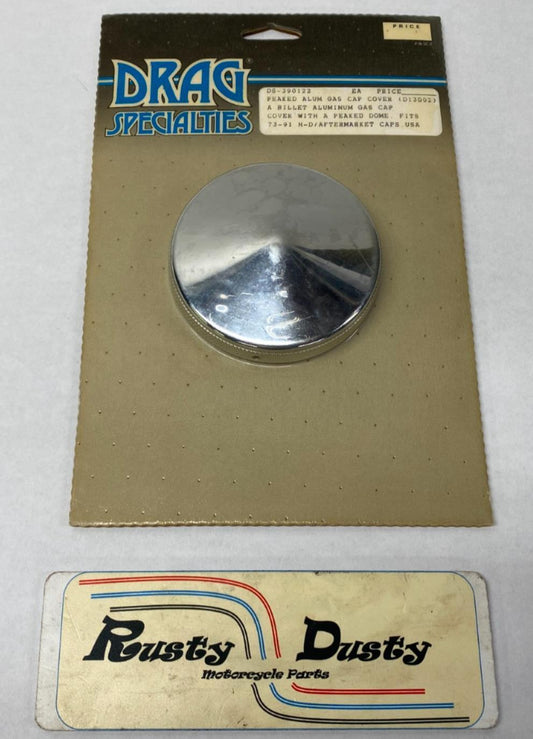 PRICE
DRAG
SPECIALTIES
DS-390122 EA PRICE
PEAKED ALUM GAS CAP COVER (D13002)
A BILLET ALUMINUM GAS CAP
COVER WITH A PEAKED DOME. FITS
73-91 H-D/AFTERMARKET CAPS USA
Rusty Dusty
Motorcycle Parts